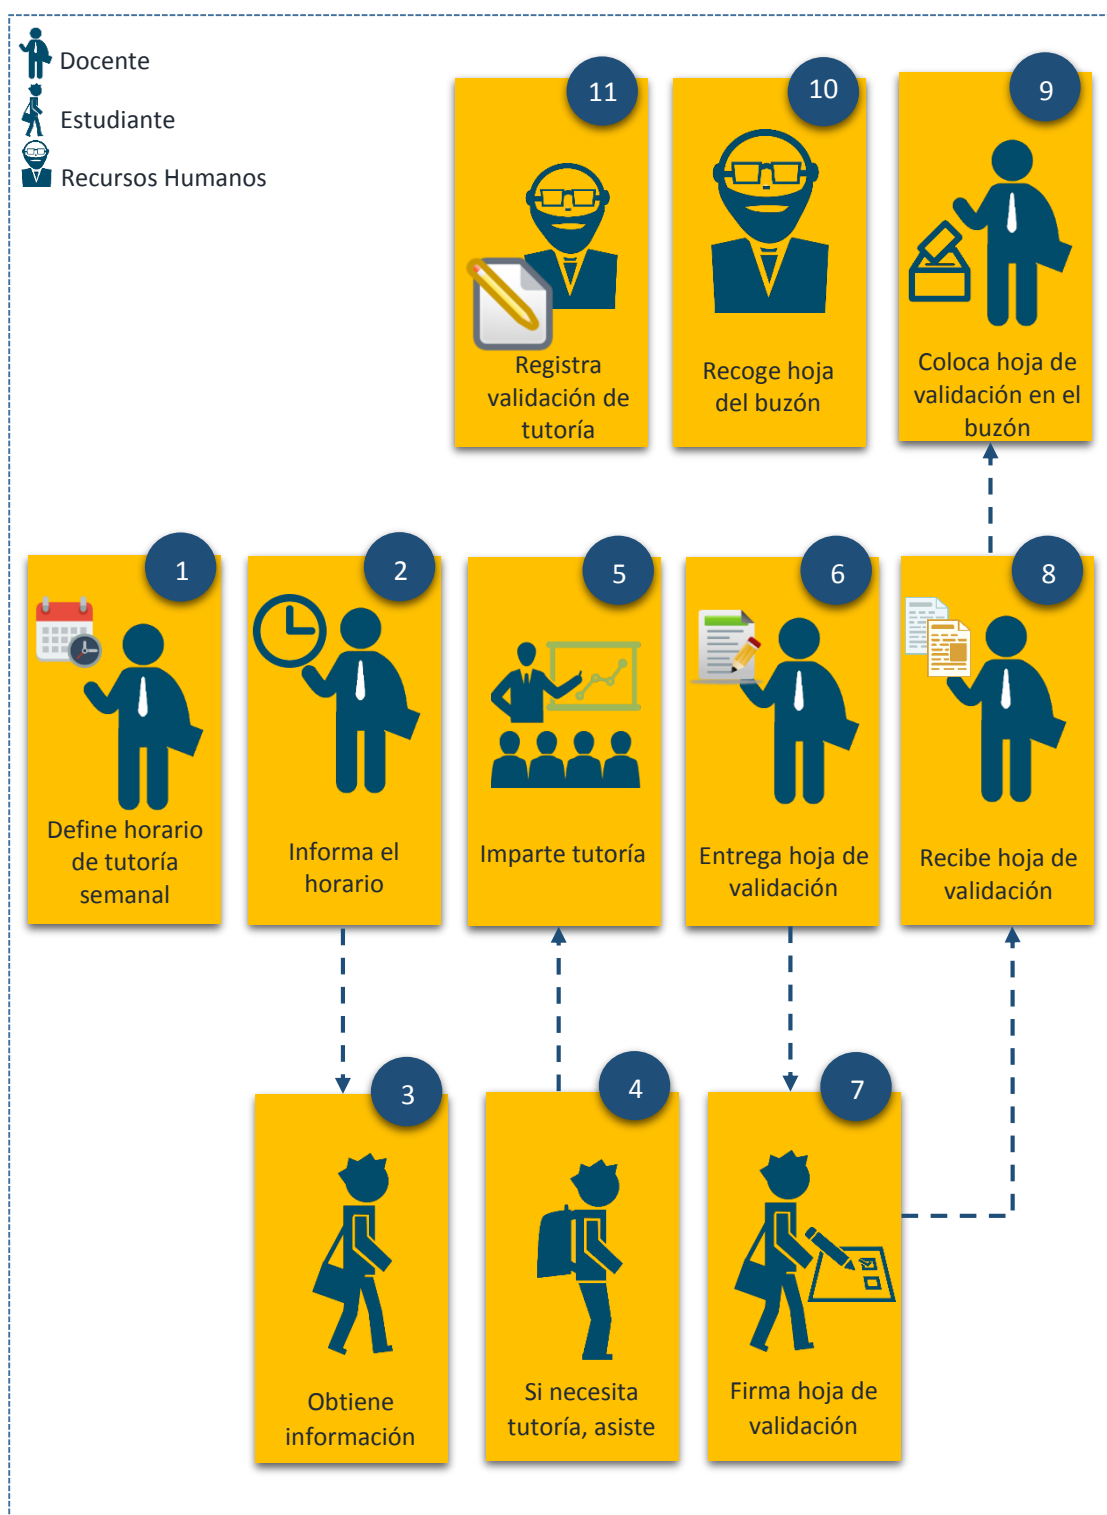 Docente
Estudiante
Recursos Humanos
11
Registra
validación de
tutoría
10
Recoge hoja
del buzón
9
Coloca hoja de
validación en el
buzón
1
Define horario
de tutoría
semanal
2
Informa el
horario
5
Imparte tutoría
6
Entrega hoja de
validación
8
Recibe hoja de
validación
3
Obtiene
información
4
Si necesita
tutoría, asiste
7
Firma hoja de
validación